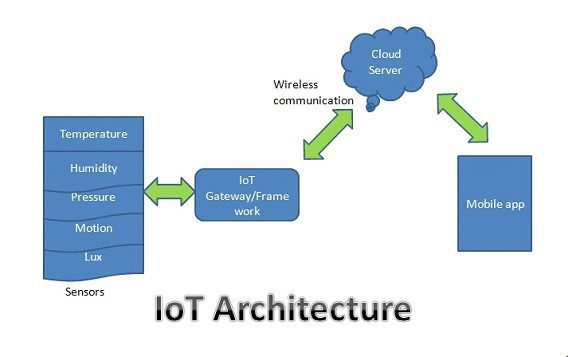 Cloud
Server
Wireless
communication
Temperature
Humidity
Pressure
Motion
Lux
Sensors
IoT
Gateway/Frame
work
Mobile app
IoT Architecture